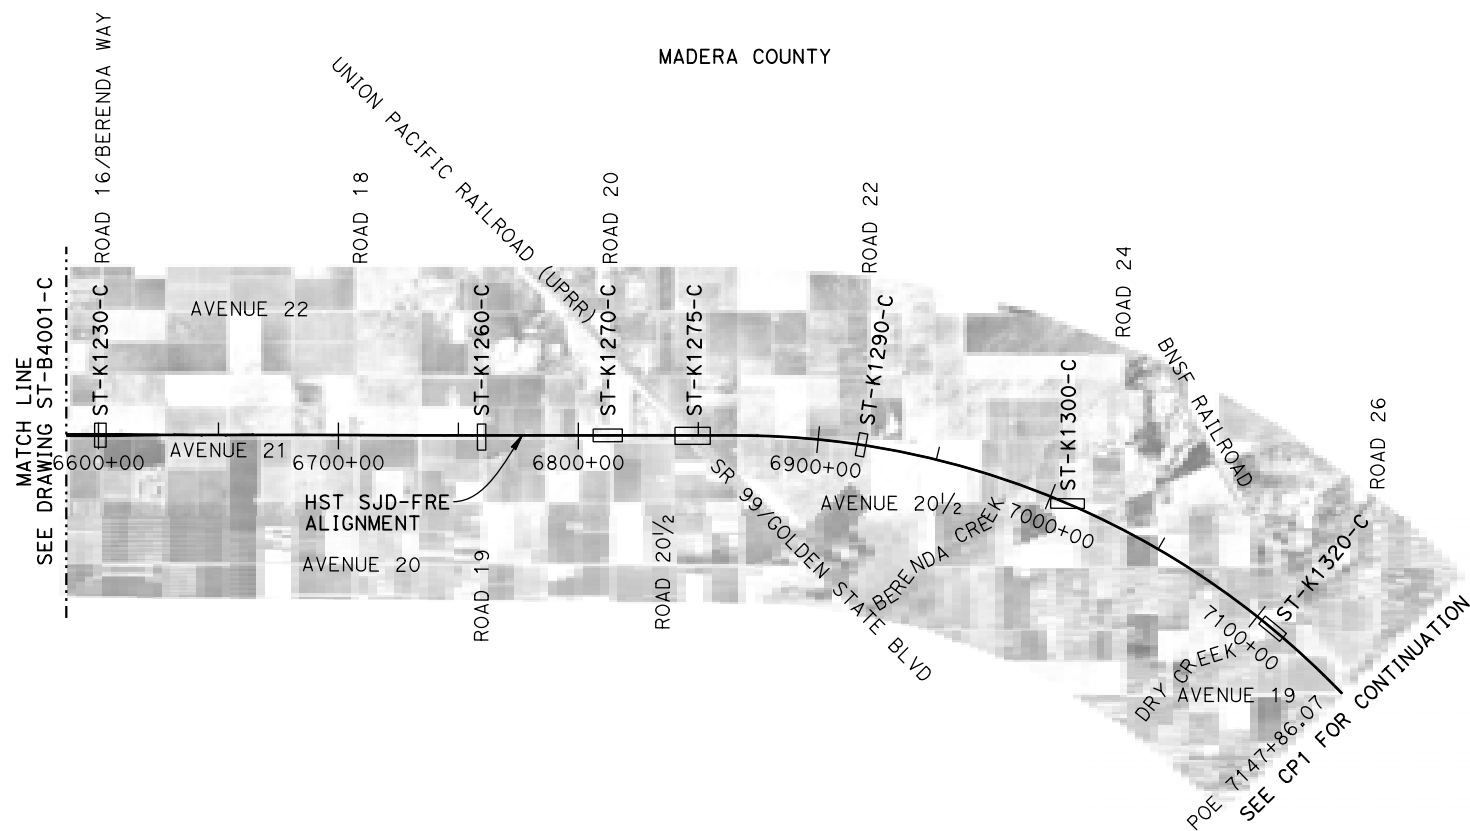 MADERA COUNTY
ROAD 16/BERENDA WAY
UNION PACIFIC RAILROAD (UPRR)
ROAD 18
ROAD 20
ROAD 22
ROAD 24
BNSF RAILROAD
ROAD 26
MATCH LINE
SEE DRAWING ST-B4001-C
ST-K1230-C
AVENUE 22
ST-K1260-C
ST-K1270-C
ST-K1275-C
ST-K1290-C
ST-K1300-C
ST-K1320-C
6600+00
AVENUE 21
6700+00
6800+00
6900+00
7000+00
7100+00
HST SJD-FRE
ALIGNMENT
AVENUE 20
ROAD 19
ROAD 20½
SR 99/GOLDEN STATE BLVD
AVENUE 20½
BERENDA CREEK
DRY CREEK
AVENUE 19
POE 7147+86.07
SEE CP1 FOR CONTINUATION